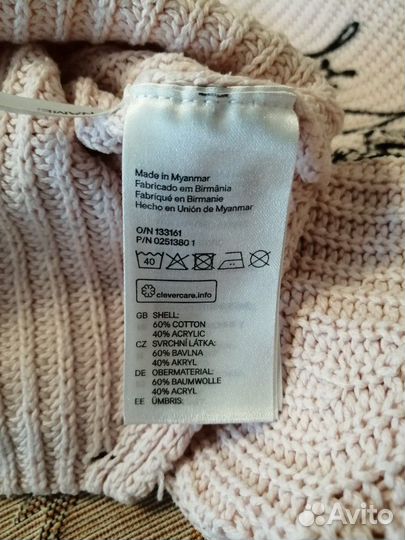 Made in Myanmar
Fabricado em Birmânia
Fabriqué en Birmanie
Hecho en Unión de Myanmar
O/N 133161
P/N 0251380 1
40
clevercare.info
GB SHELL:
60% COTTON
40% ACRYLIC
CZ SVRCHNÍ LÁTKA:
60% BAVLNA
40% AKRYL
DE OBERMATERIAL:
60% BAUMWOLLE
40% ACRYL
EE ÜMBRIS:
Avito